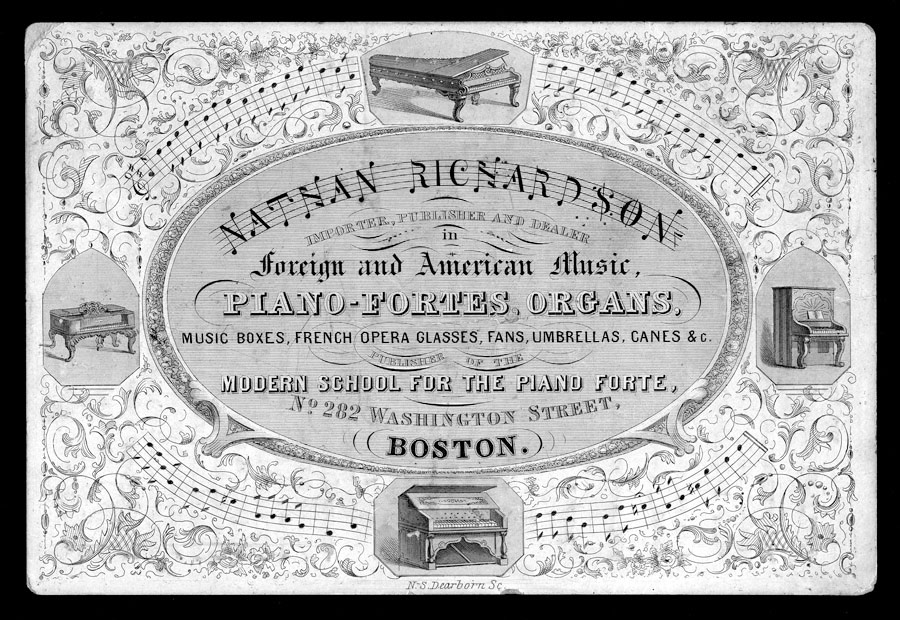 NATHAN RICHARDSON
IMPORTER, PUBLISHER AND DEALER
in
Foreign and American Music,
PIANO-FORTES, ORGANS,
MUSIC BOXES, FRENCH OPERA GLASSES, FANS, UMBRELLAS, CANES &c.
PUBLISHER OF THE
MODERN SCHOOL FOR THE PIANO FORTE,
No 282 WASHINGTON STREET,
BOSTON.
N. S. Dearborn Sc